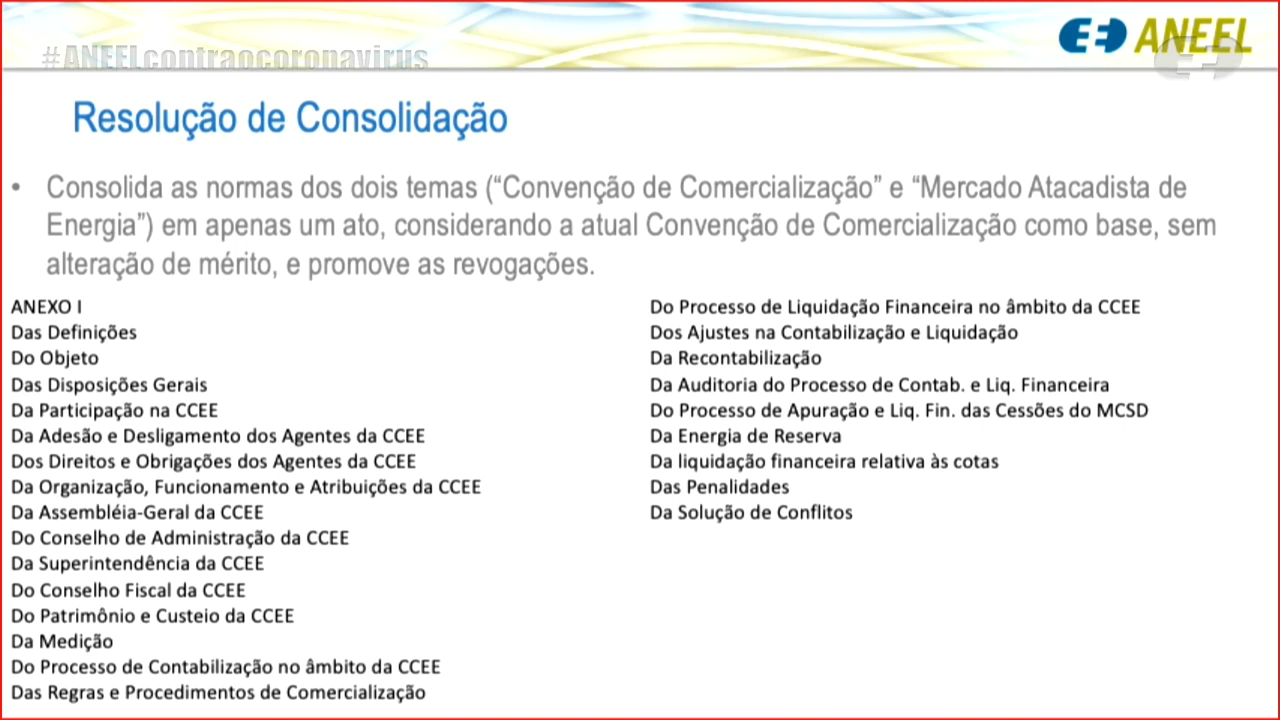 #ANEELcontraocoronavirus
ANEEL
Resolução de Consolidação
• Consolida as normas dos dois temas (“Convenção de Comercialização” e “Mercado Atacadista de
Energia”) em apenas um ato, considerando a atual Convenção de Comercialização como base, sem
alteração de mérito, e promove as revogações.
ANEXO I
Das Definições
Do Objeto
Das Disposições Gerais
Da Participação na CCEE
Da Adesão e Desligamento dos Agentes da CCEE
Dos Direitos e Obrigações dos Agentes da CCEE
Da Organização, Funcionamento e Atribuições da CCEE
Da Assembléia-Geral da CCEE
Do Conselho de Administração da CCEE
Da Superintendência da CCEE
Do Conselho Fiscal da CCEE
Do Patrimônio e Custeio da CCEE
Da Medição
Do Processo de Contabilização no âmbito da CCEE
Das Regras e Procedimentos de Comercialização
Do Processo de Liquidação Financeira no âmbito da CCEE
Dos Ajustes na Contabilização e Liquidação
Da Recontabilização
Da Auditoria do Processo de Contab. e Liq. Financeira
Do Processo de Apuração e Liq. Fin. das Cessões do MCSD
Da Energia de Reserva
Da liquidação financeira relativa às cotas
Das Penalidades
Da Solução de Conflitos